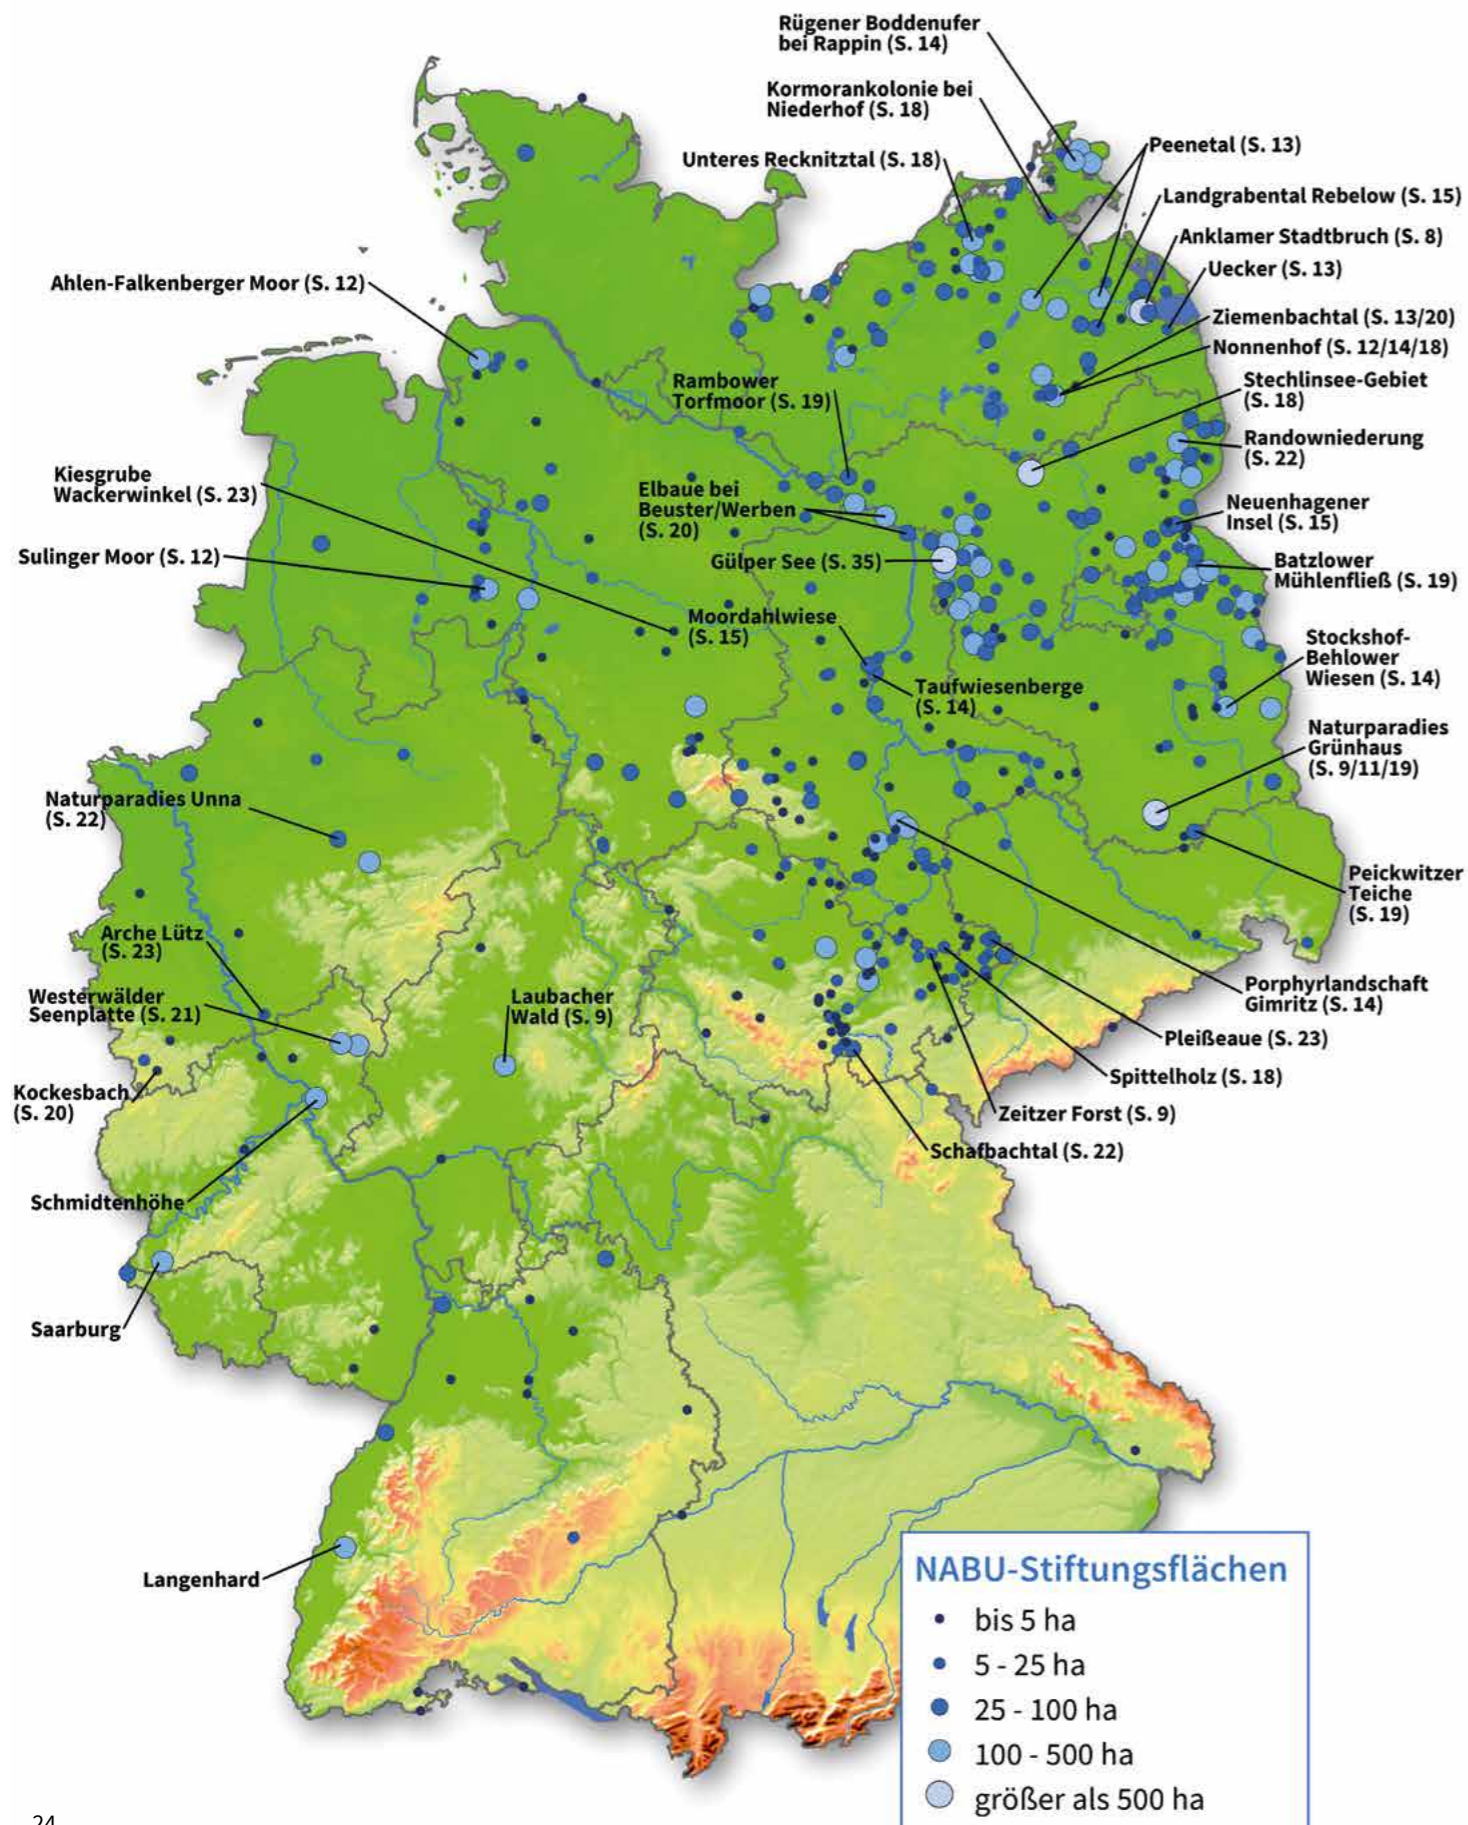 Rügener Boddenufer
bei Rappin (S. 14)
Kormorankolonie bei
Niederhof (S. 18)
Unteres Recknitztal (S. 18)
Peenetal (S. 13)
Landgrabental Rebelow (S. 15)
Anklamer Stadtbruch (S. 8)
Uecker (S. 13)
Ahlen-Falkenberger Moor (S. 12)
Ziemenbachtal (S. 13/20)
Nonnenhof (S. 12/14/18)
Rambower
Torfmoor (S. 19)
Stechlinsee-Gebiet
(S. 18)
Randowniederung
(S. 22)
Kiesgrube
Wackerwinkel (S. 23)
Elbaue bei
Beuster/Werben
(S. 20)
Neuenhagener
Insel (S. 15)
Sulinger Moor (S. 12)
Gülper See (S. 35)
Batzlower
Mühlenfließ (S. 19)
Moordahlwiese
(S. 15)
Stockshof-
Behlower
Wiesen (S. 14)
Taufwiesenberge
(S. 14)
Naturparadies
Grünhaus
(S. 9/11/19)
Naturparadies Unna
(S. 22)
Peickwitzer
Teiche
(S. 19)
Arche Lütz
(S. 23)
Westerwälder
Seenplatte (S. 21)
Laubacher
Wald (S. 9)
Porphyrlandschaft
Gimritz (S. 14)
Pleißeaue (S. 23)
Kockesbach
(S. 20)
Spittelholz (S. 18)
Zeitzer Forst (S. 9)
Schafbachtal (S. 22)
Schmidtenhöhe
Saarburg
Langenhard
NABU-Stiftungsflächen
bis 5 ha
5 - 25 ha
25 - 100 ha
100 - 500 ha
größer als 500 ha
24